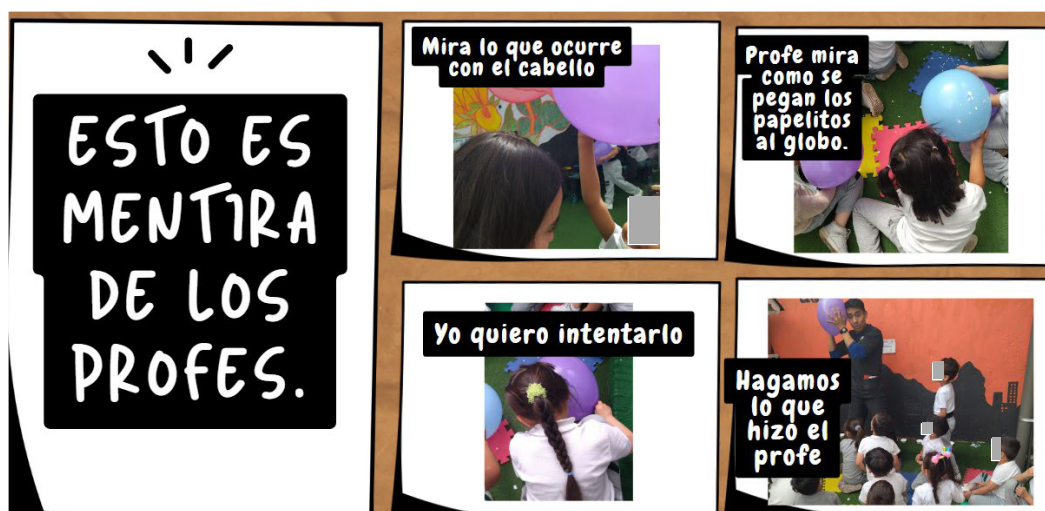 ESTO ES
MENTIRA
DE LOS
PROFES.
Mira lo que ocurre
con el cabello
Profe mira
como se
pegan los
papelitos
al globo.
Yo quiero intentarlo
Hagamos
lo que
hizo el
profe